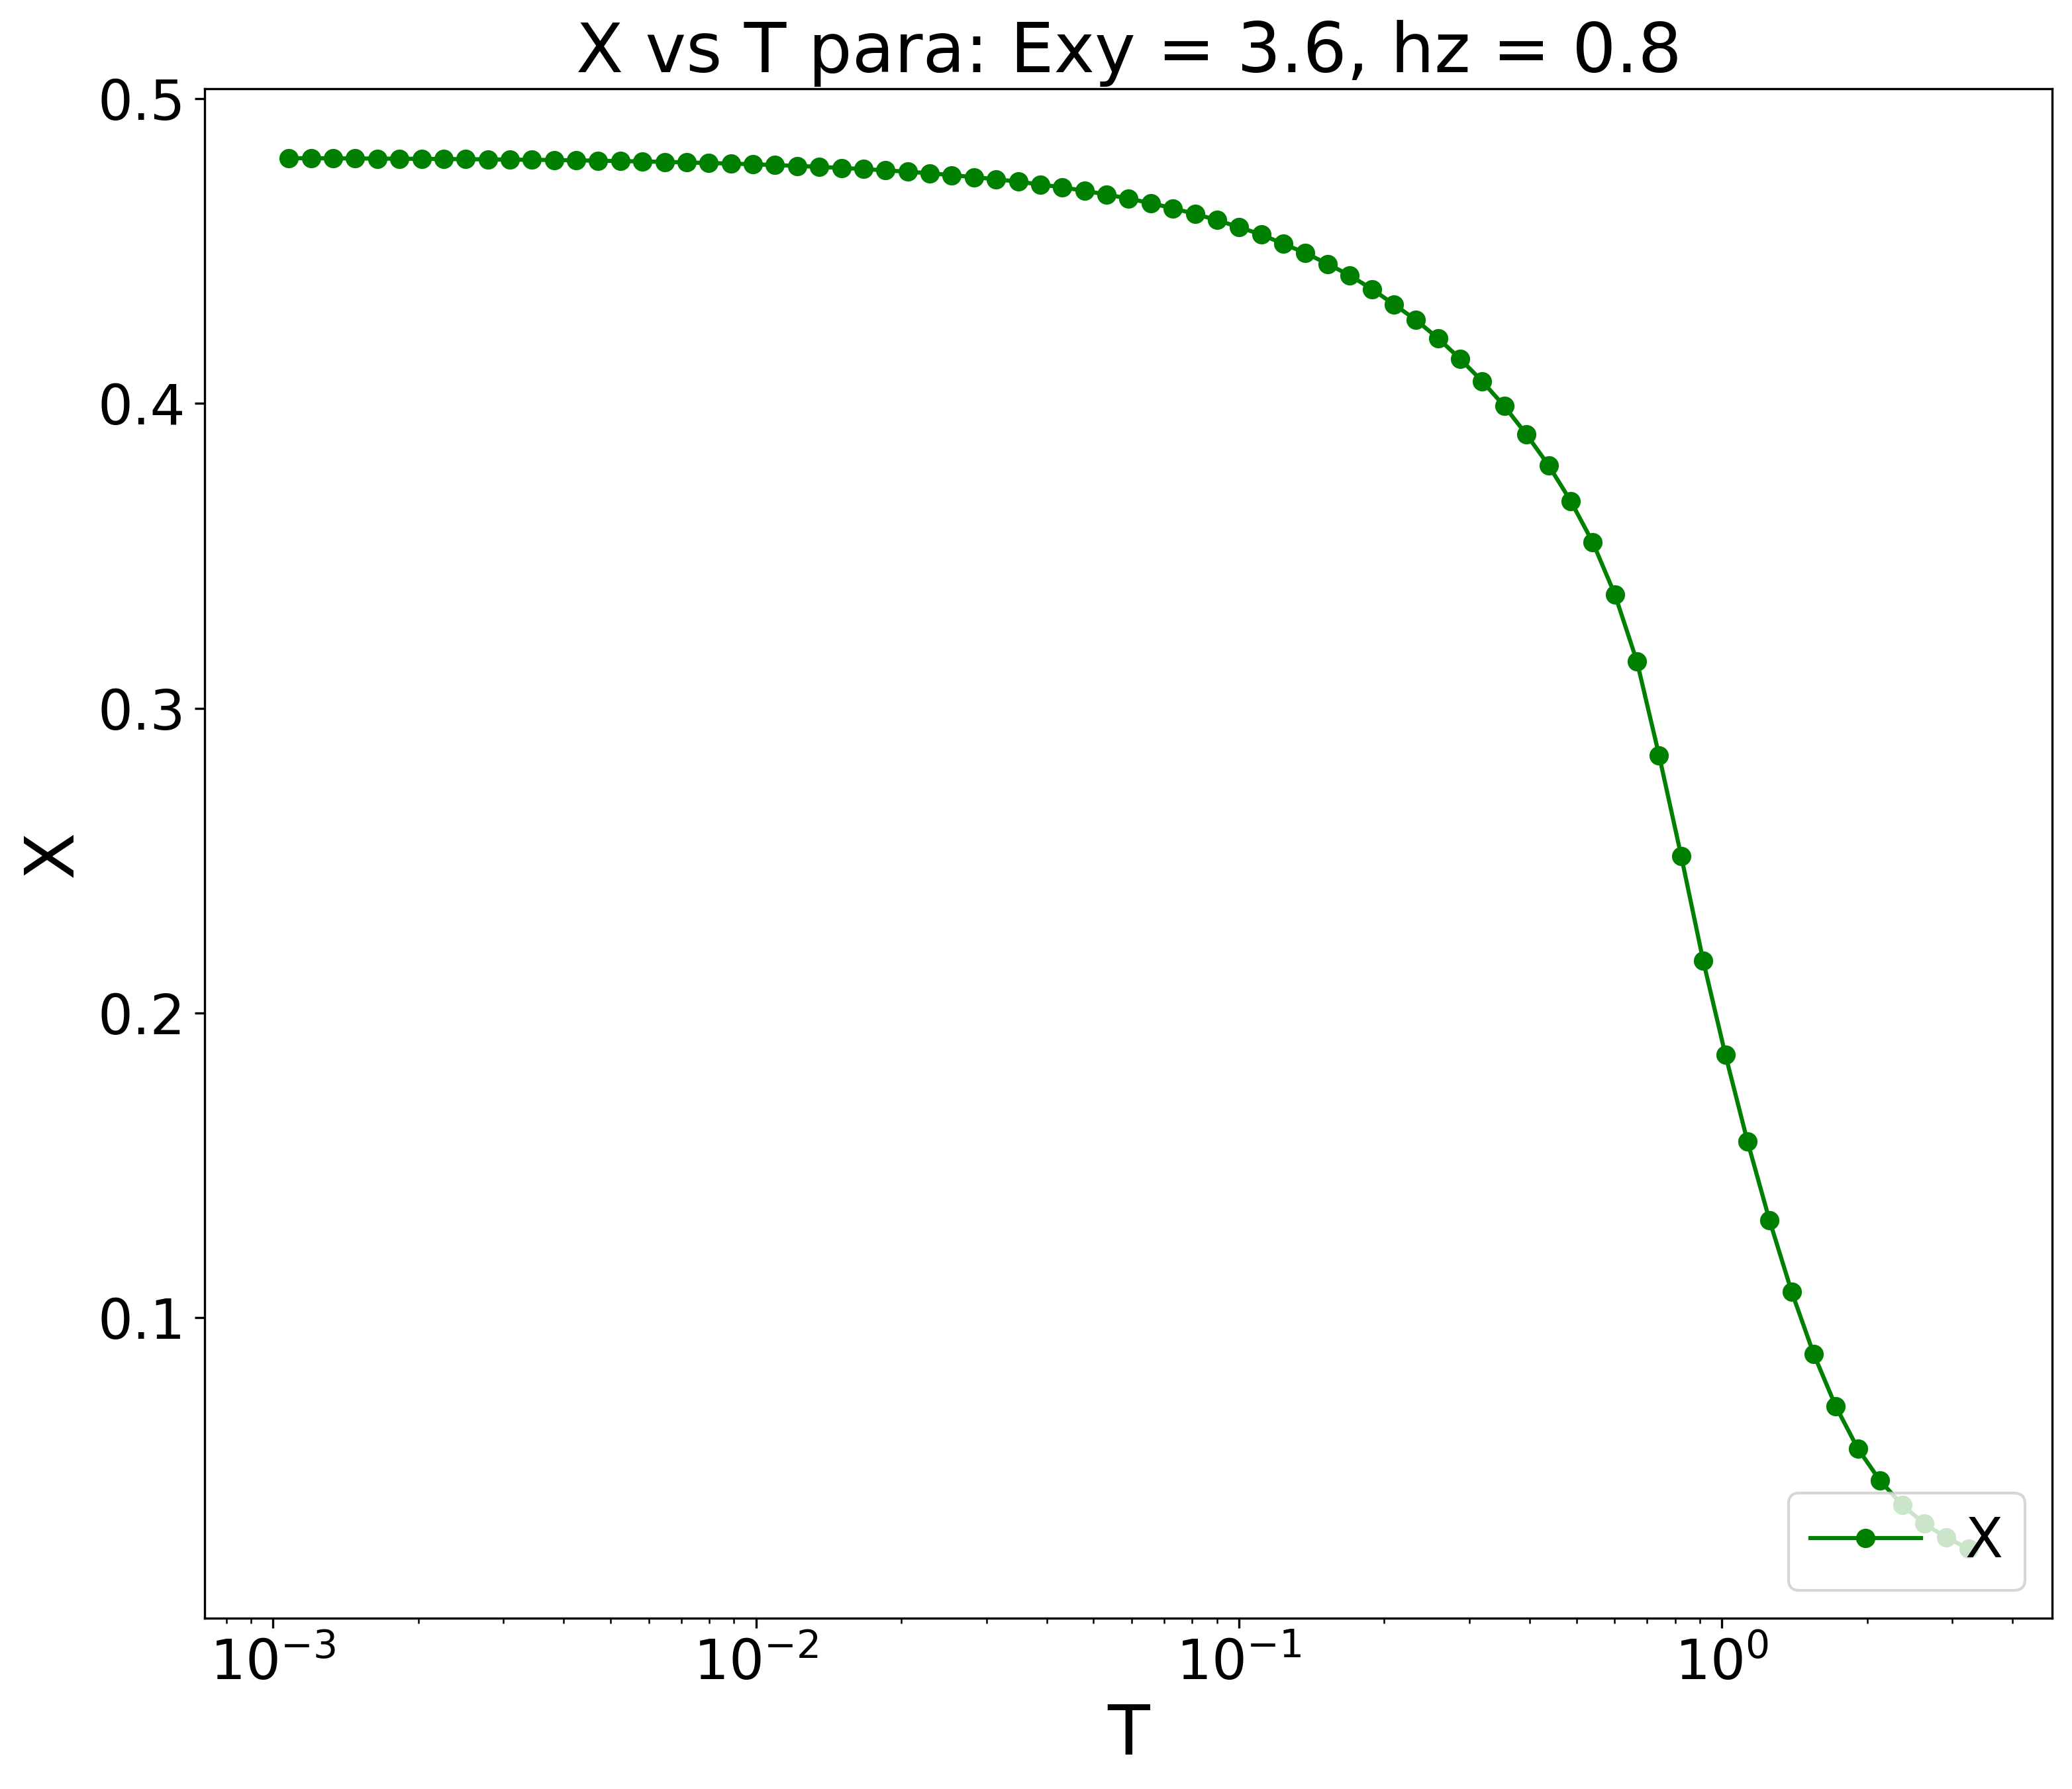 X vs T para: Exy = 3.6, hz = 0.8
0.5
0.4
0.3
0.2
0.1
X
X
10⁻³ 10⁻² 10⁻¹ 10⁰
T